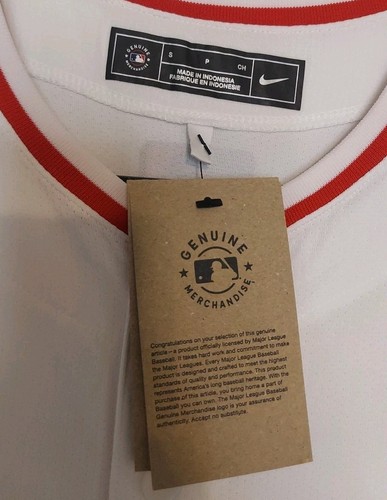 GENUINE
MERCHANDISE
S P CH
MADE IN INDONESIA
FABRIQUE EN INDONESIE
GENUINE
MERCHANDISE
Congratulations on your selection of this genuine
article—a product officially licensed by Major League
Baseball. It takes hard work and commitment to make
the Major Leagues. Every Major League Baseball
product is designed and crafted to meet the highest
standards of quality and performance. This product
represents America's long baseball heritage. With the
purchase of this article, you bring home a part of
Baseball you can own. The Major League Baseball
Genuine Merchandise logo is your assurance of
authenticity. Accept no substitute.